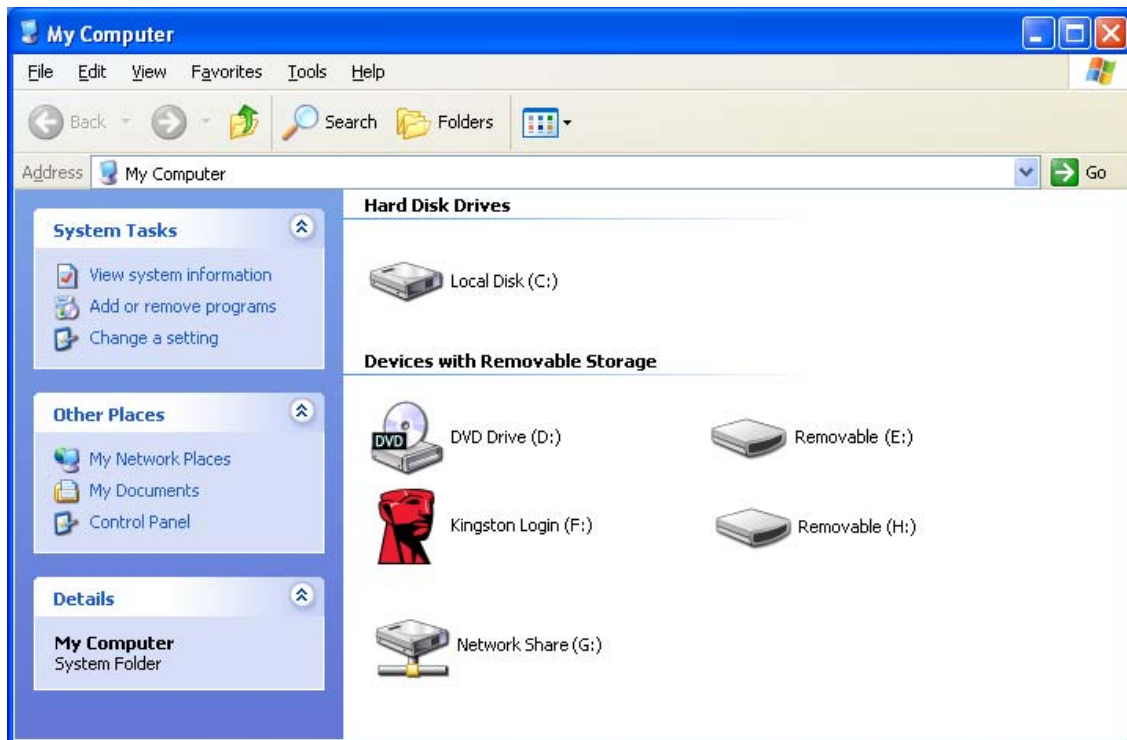 My Computer
File Edit View Favorites Tools Help
Back Search Folders
Address My Computer Go
System Tasks
View system information
Add or remove programs
Change a setting
Other Places
My Network Places
My Documents
Control Panel
Details
My Computer
System Folder
Hard Disk Drives
Local Disk (C:)
Devices with Removable Storage
DVD
DVD Drive (D:)
Removable (E:)
Kingston Login (F:)
Removable (H:)
Network Share (G:)